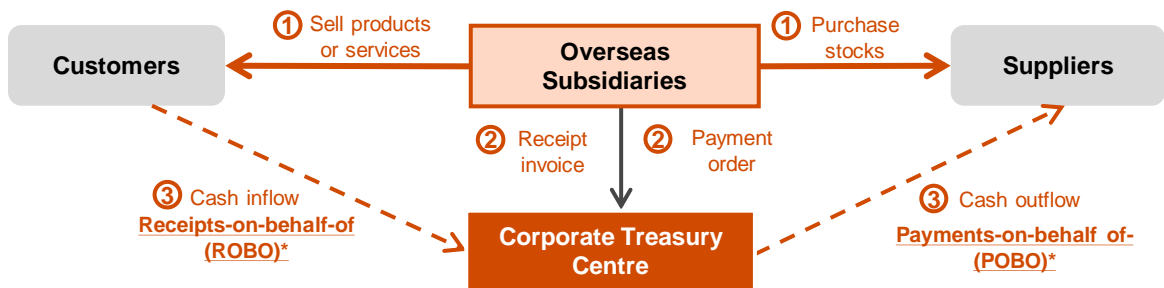 ① Sell products
or services
Customers
Overseas
Subsidiaries
① Purchase
stocks
Suppliers
② Receipt
invoice
② Payment
order
③ Cash inflow
Receipts-on-behalf-of
(ROBO)*
Corporate Treasury
Centre
③ Cash outflow
Payments-on-behalf of-
(POBO)*